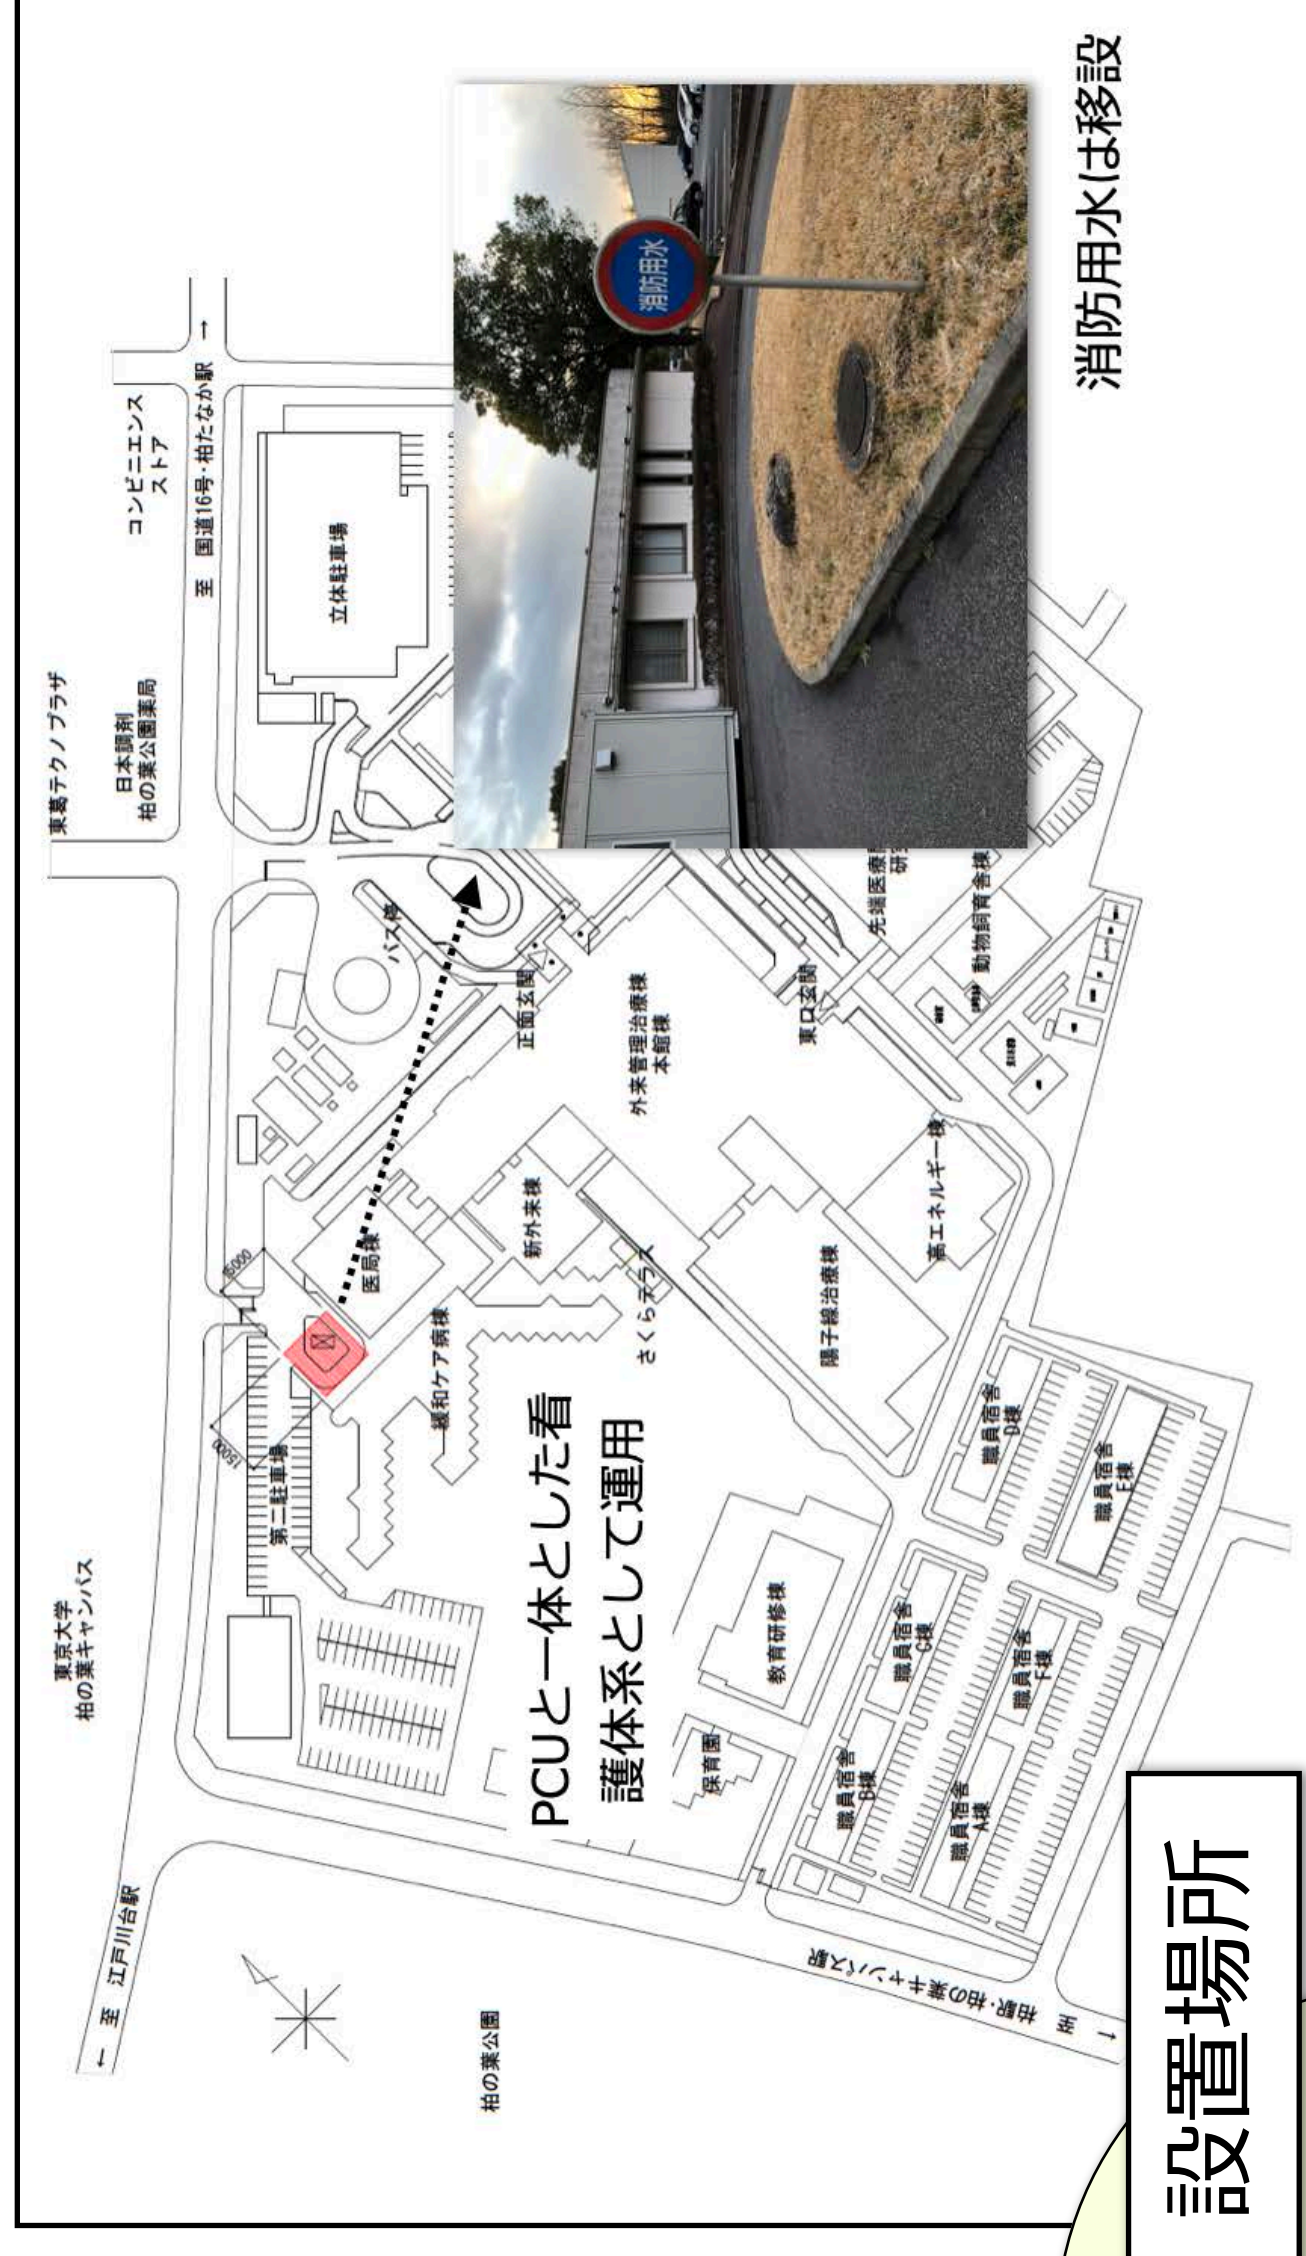 設置場所
消防用水は移設
消防用水
PCUと一体とした看
護体系として運用
東葛テクノプラザ
日本調剤
柏の葉公園薬局
コンビニエンス
ストア
至 国道16号・柏たなか駅 →
東京大学
柏の葉キャンパス
← 至 江戸川台駅
柏の葉公園
← 至 柏駅・柏の葉キャンパス駅
立体駐車場
バス停
正面玄関
外来管理治療棟
本館棟
東口玄関
先端医療
研
動物飼育舎棟
医局棟
新外来棟
緩和ケア病棟
さくらテラス
陽子線治療棟
高エネルギー棟
第二駐車場
15000
教育研修棟
保育園
職員宿舎
A棟
職員宿舎
B棟
職員宿舎
C棟
職員宿舎
D棟
職員宿舎
E棟
職員宿舎
F棟